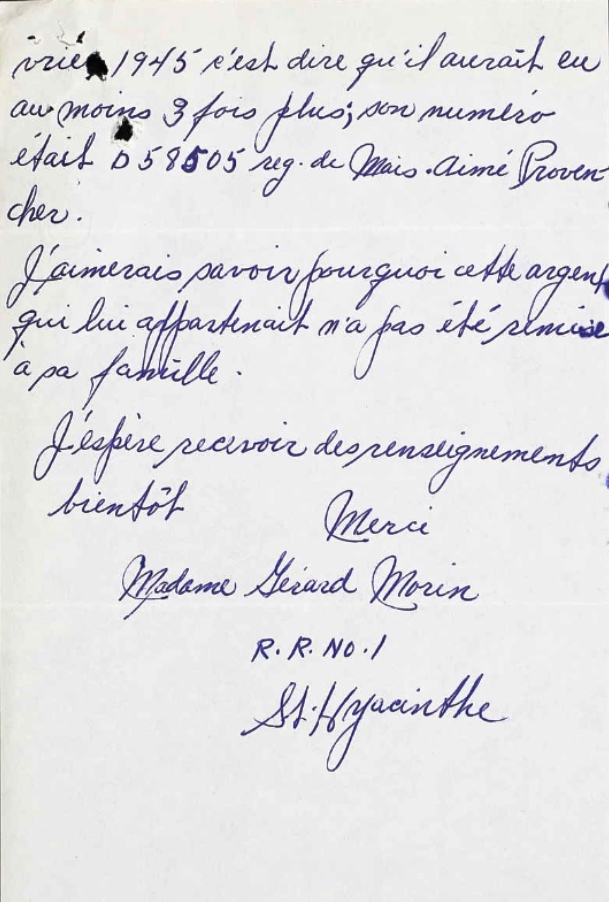 vrier 1945 c'est dire qu'il aurait eu
au moins 3 fois plus; son numéro
était D 58505 reg. de Mais. Aimé Proven-
cher.
J'aimerais savoir pourquoi cette argent
qui lui appartenait n'a pas été remise
à sa famille.
J'éspère recevoir des renseignements
bientôt
Merci
Madame Gérard Morin
R. R. No. 1
St. Hyacinthe